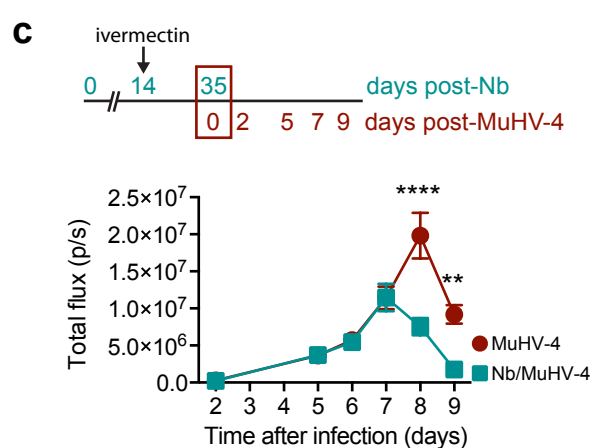 c
ivermectin
0 14 35 days post-Nb
0 2 5 7 9 days post-MuHV-4
Total flux (p/s)
2.5×10⁷
2.0×10⁷
1.5×10⁷
1.0×10⁷
5.0×10⁶
0.0
****
**
MuHV-4
Nb/MuHV-4
2 3 4 5 6 7 8 9
Time after infection (days)